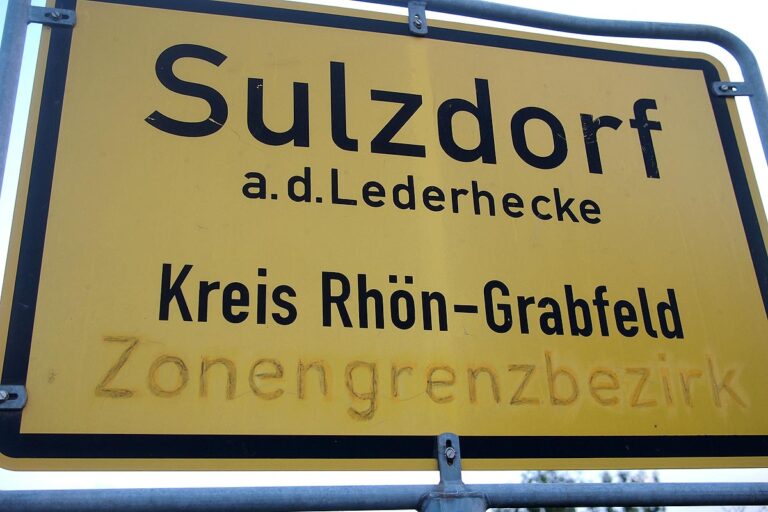 Sulzdorf
a.d.Lederhecke
Kreis Rhön-Grabfeld
Zonengrenzbezirk